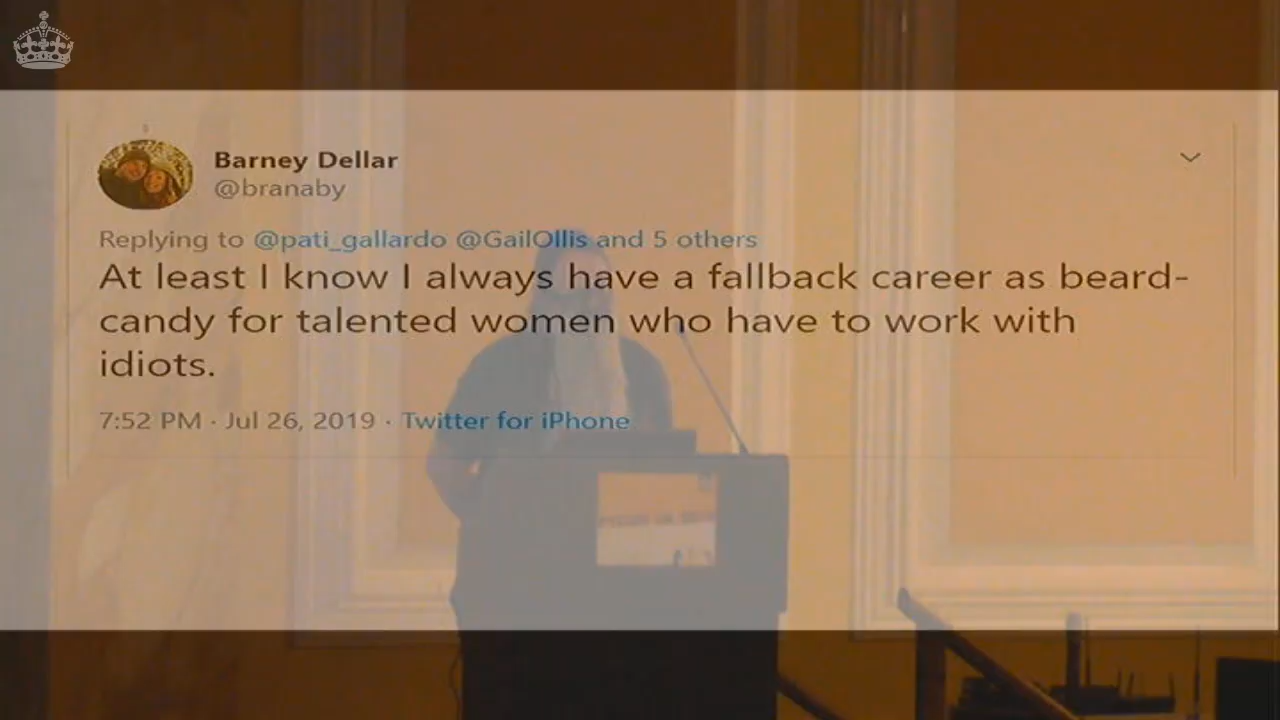 Barney Dellar
@branaby
Replying to @pati_gallardo @GailOllis and 5 others
At least I know I always have a fallback career as beard-
candy for talented women who have to work with
idiots.
7:52 PM · Jul 26, 2019 · Twitter for iPhone